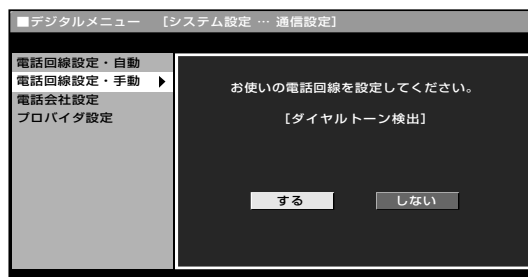 ■デジタルメニュー [システム設定 … 通信設定]
電話回線設定・自動
電話回線設定・手動 ▶
電話会社設定
プロバイダ設定
お使いの電話回線を設定してください。
[ダイヤルトーン検出]
する しない